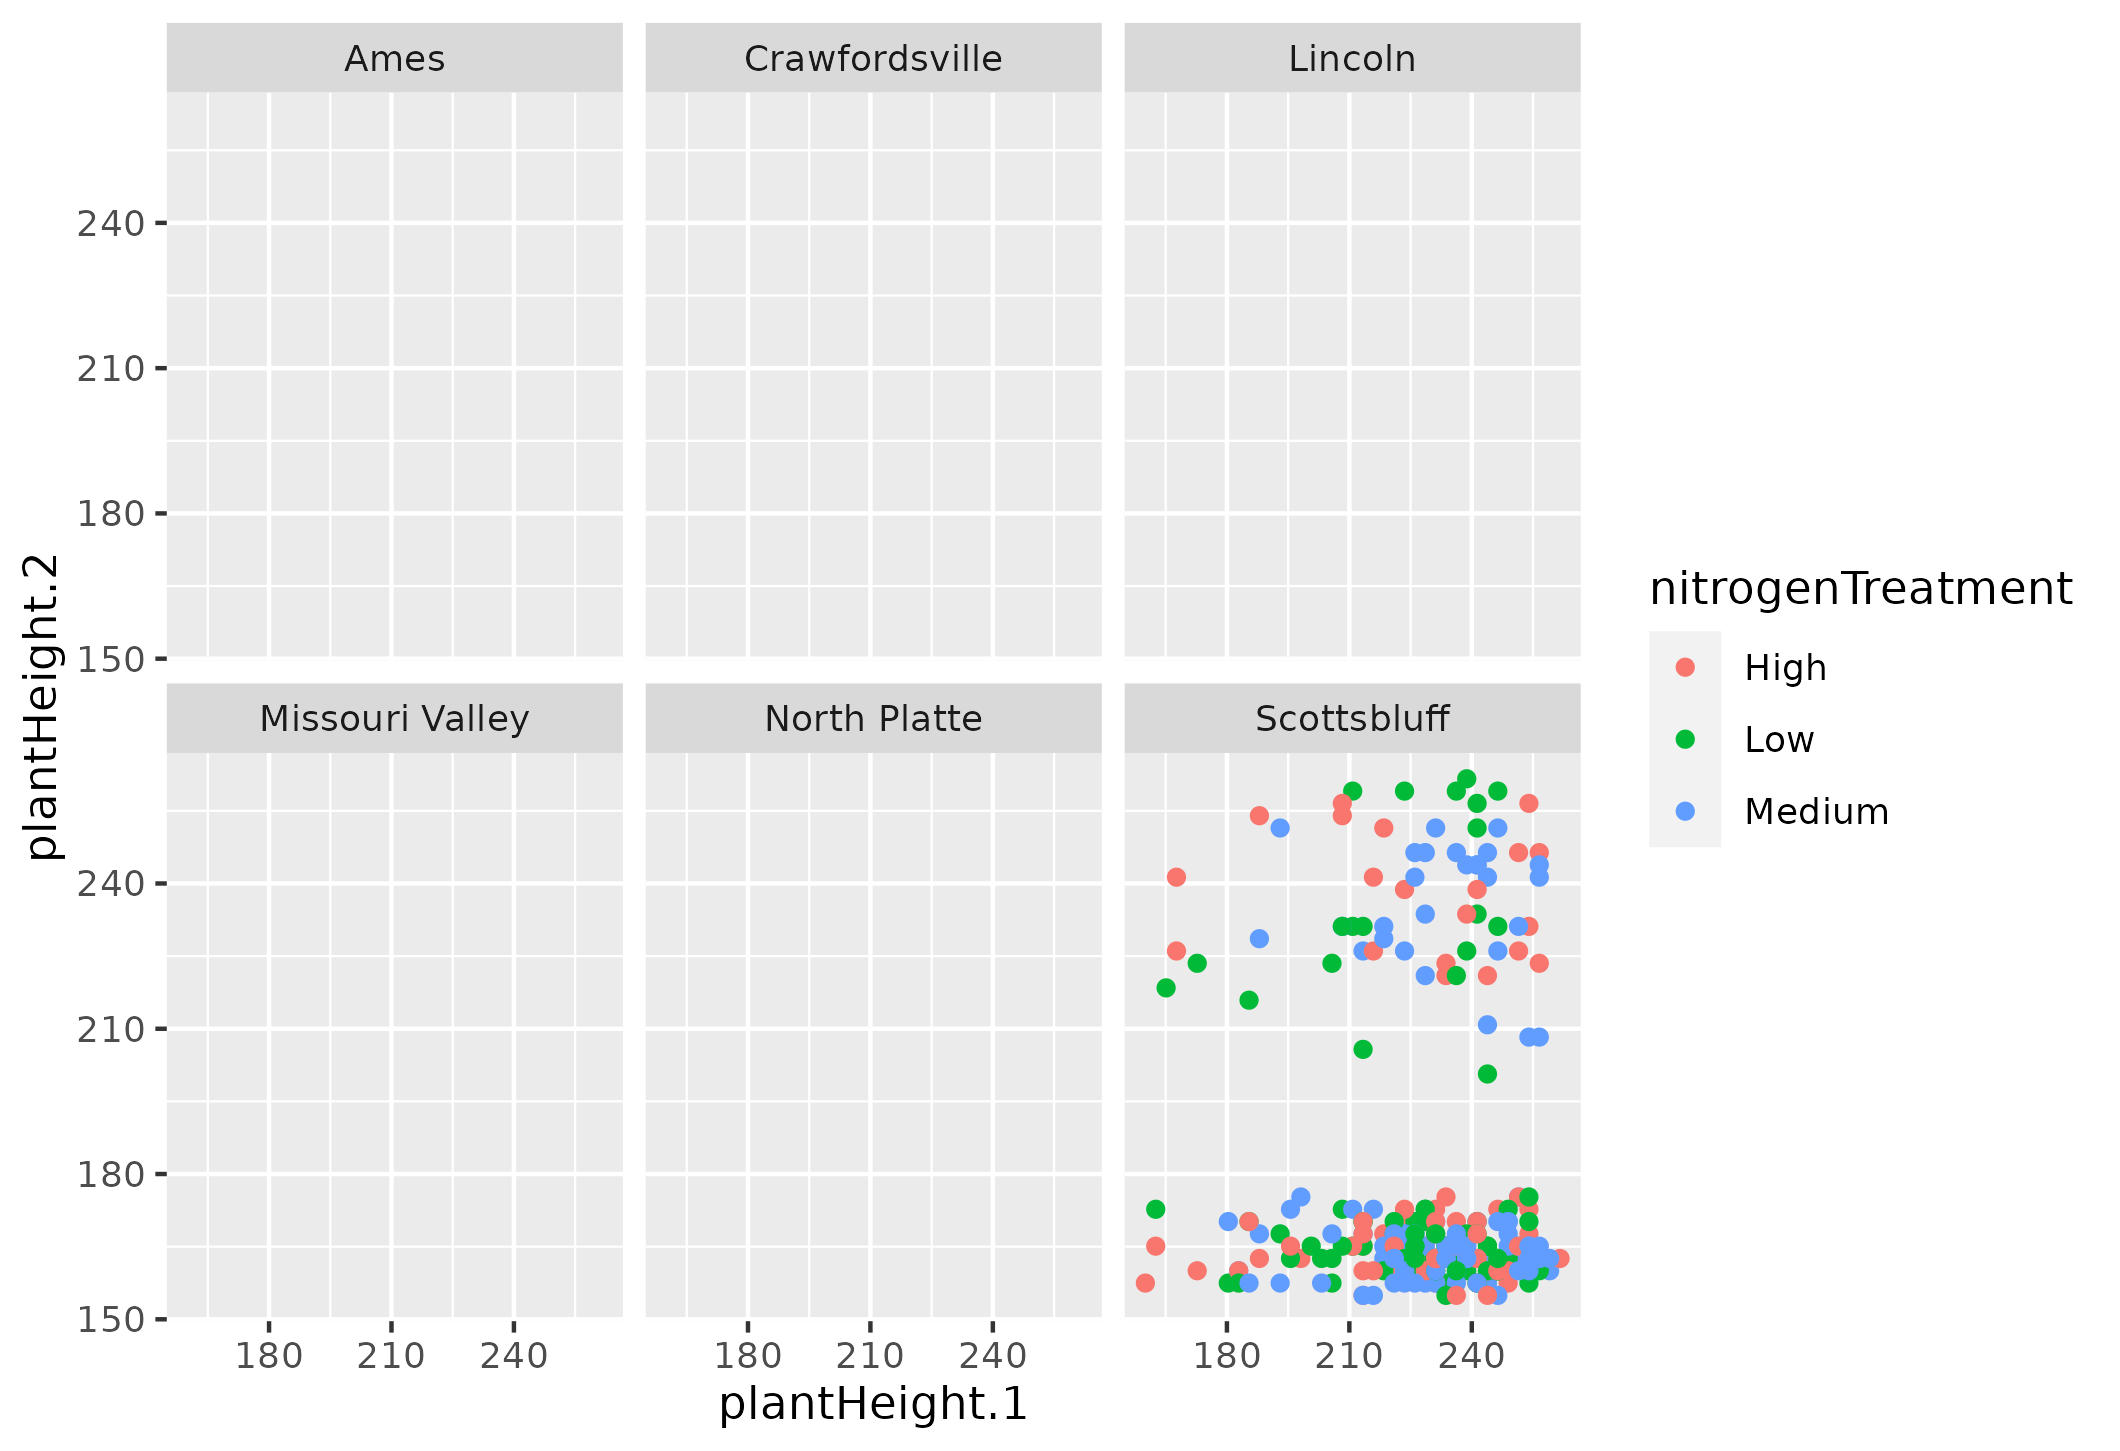 Ames Crawfordsville Lincoln
240
210
180
150
Missouri Valley North Platte Scottsbluff
240
210
180
150
180 210 240 180 210 240 180 210 240
plantHeight.1
plantHeight.2
nitrogenTreatment
High
Low
Medium